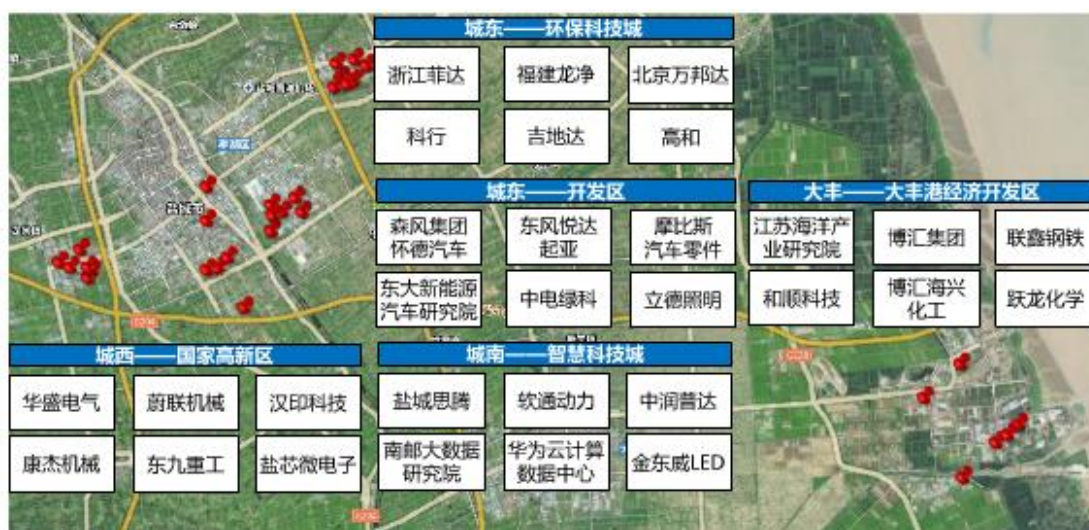 城东——环保科技城
浙江菲达
福建龙净
北京万邦达
科行
吉地达
高和
城东——开发区
森风集团
怀德汽车
东风悦达
起亚
摩比斯
汽车零件
东大新能源
汽车研究院
中电绿科
立德照明
大丰——大丰港经济开发区
江苏海洋产
业研究院
博汇集团
联鑫钢铁
和顺科技
博汇海兴
化工
跃龙化学
城西——国家高新区
华盛电气
蔚联机械
汉印科技
康杰机械
东九重工
盐芯微电子
城南——智慧科技城
盐城思腾
软通动力
中润普达
南邮大数据
研究院
华为云计算
数据中心
金东威LED